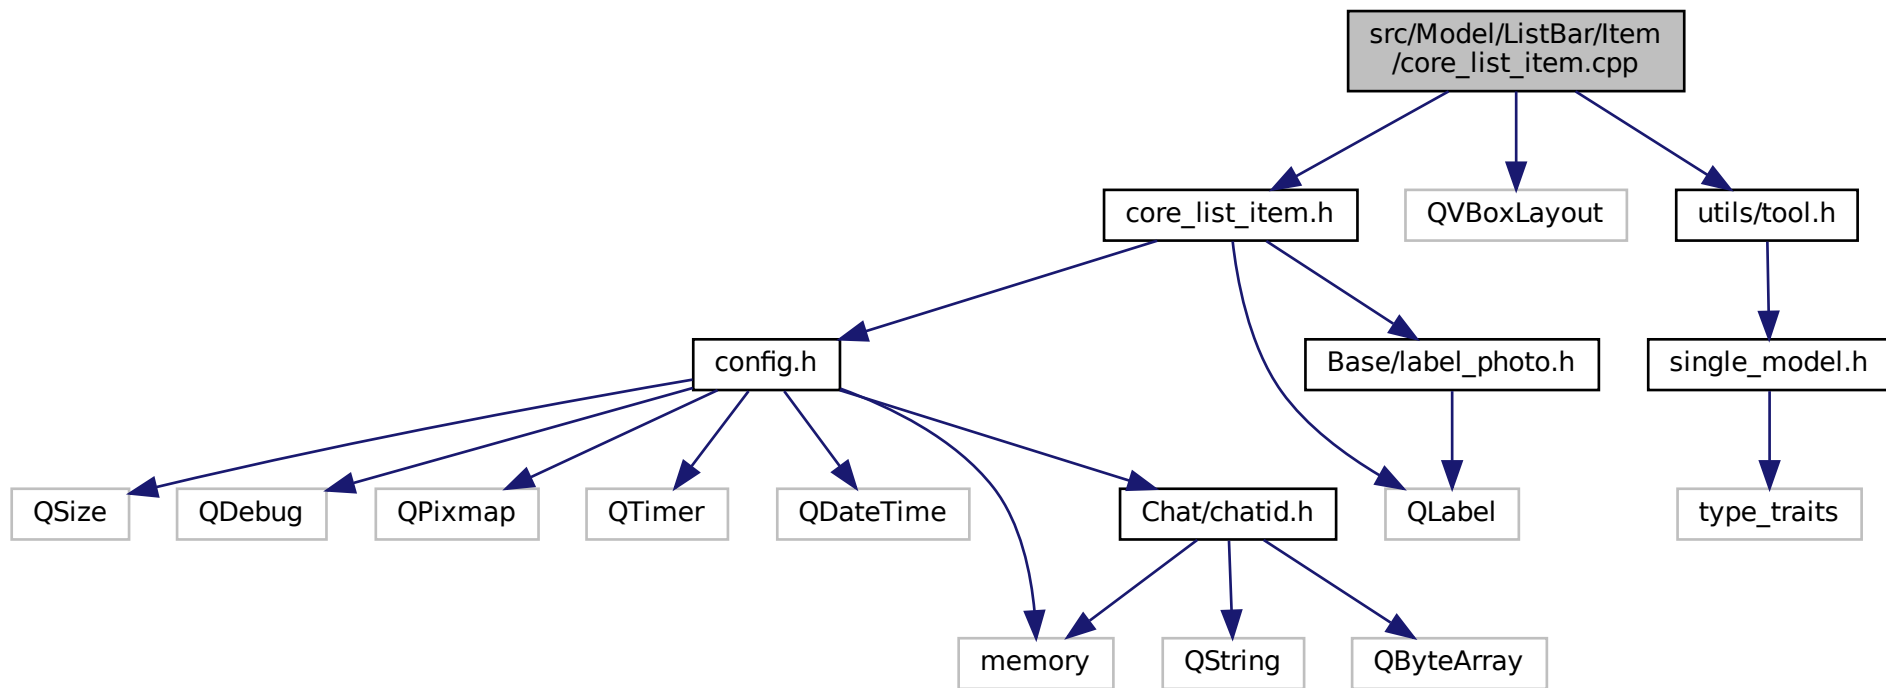 src/Model/ListBar/Item
/core_list_item.cpp
core_list_item.h
QVBoxLayout
utils/tool.h
config.h
Base/label_photo.h
single_model.h
QSize
QDebug
QPixmap
QTimer
QDateTime
Chat/chatid.h
QLabel
type_traits
memory
QString
QByteArray